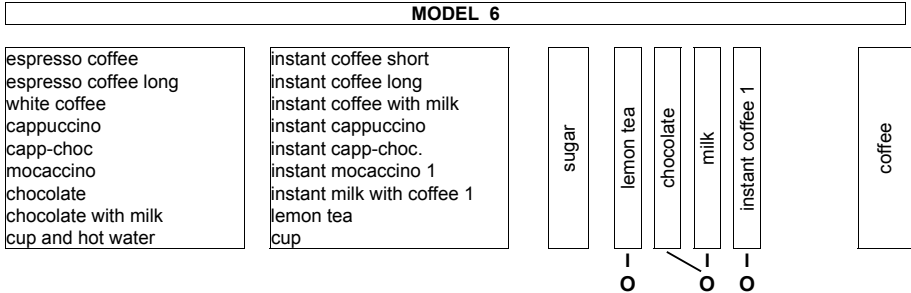 MODEL 6
espresso coffee
espresso coffee long
white coffee
cappuccino
capp-choc
mocaccino
chocolate
chocolate with milk
cup and hot water
instant coffee short
instant coffee long
instant coffee with milk
instant cappuccino
instant capp-choc.
instant mocaccino 1
instant milk with coffee 1
lemon tea
cup
sugar
lemon tea
chocolate
milk
instant coffee 1
coffee
I I I
O O O